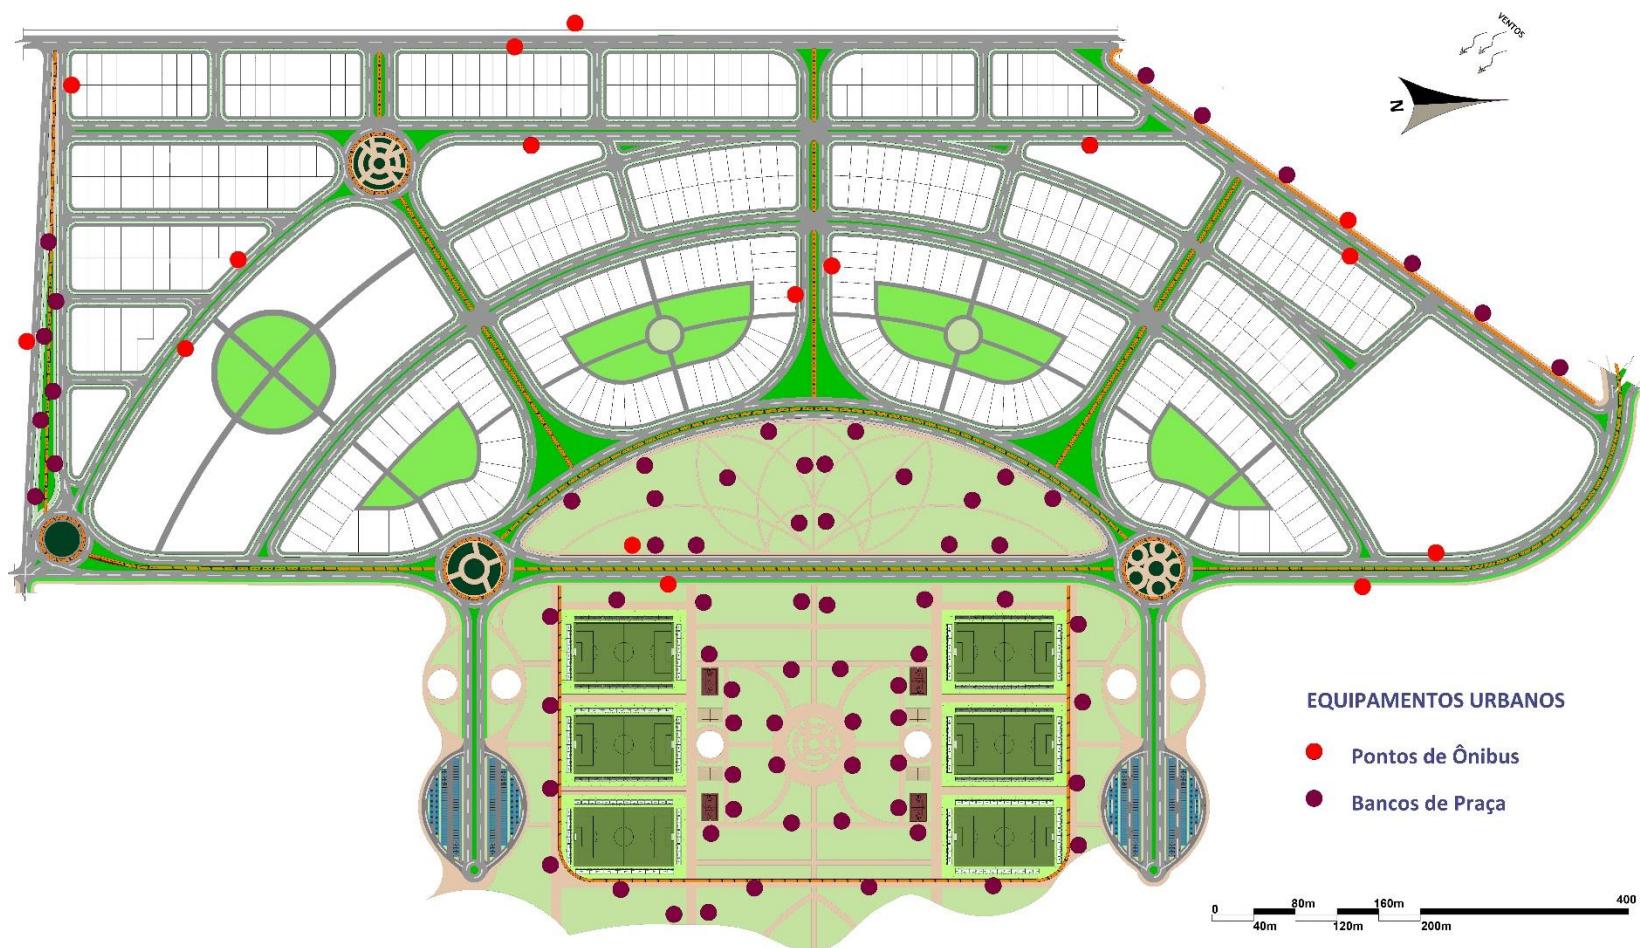 VENTOS
N
EQUIPAMENTOS URBANOS
Pontos de Ônibus
Bancos de Praça
0 80m 160m 400
40m 120m 200m